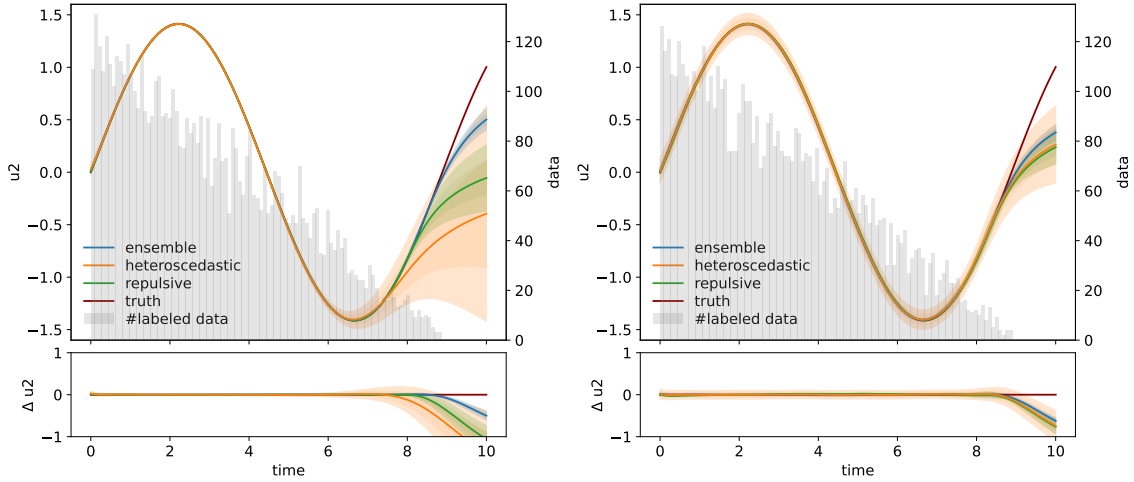 1.5
1.0
0.5
0.0
−0.5
−1.0
−1.5
u2
120
100
80
60
40
20
0
data
ensemble
heteroscedastic
repulsive
truth
#labeled data
1
0
−1
Δ u2
0 2 4 6 8 10
time
1.5
1.0
0.5
0.0
−0.5
−1.0
−1.5
u2
120
100
80
60
40
20
0
data
ensemble
heteroscedastic
repulsive
truth
#labeled data
1
0
−1
Δ u2
0 2 4 6 8 10
time